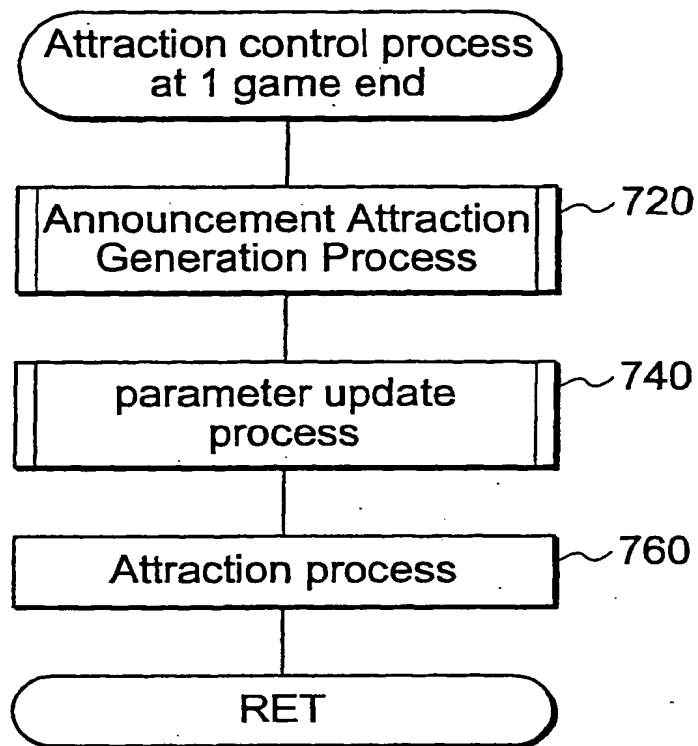 Attraction control process
at 1 game end
Announcement Attraction
Generation Process
720
parameter update
process
740
Attraction process
760
RET